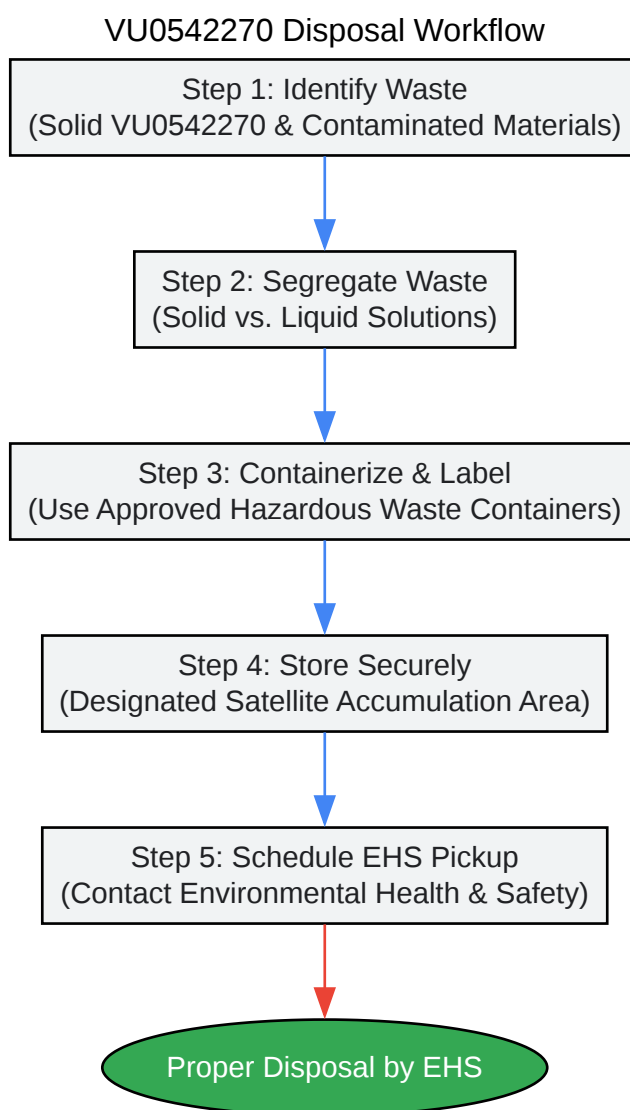 VU0542270 Disposal Workflow
Step 1: Identify Waste
(Solid VU0542270 & Contaminated Materials)
Step 2: Segregate Waste
(Solid vs. Liquid Solutions)
Step 3: Containerize & Label
(Use Approved Hazardous Waste Containers)
Step 4: Store Securely
(Designated Satellite Accumulation Area)
Step 5: Schedule EHS Pickup
(Contact Environmental Health & Safety)
Proper Disposal by EHS